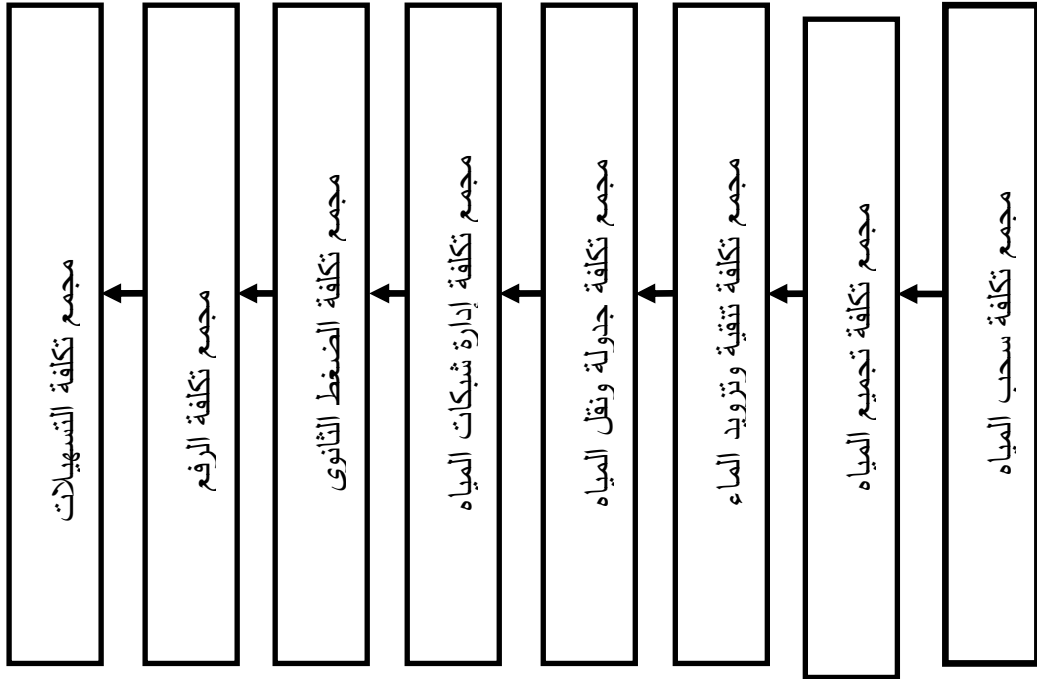 مجمع تكلفة سحب المياه
مجمع تكلفة تجميع المياه
مجمع تكلفة تنقية وتزويد الماء
مجمع تكلفة جدولة ونقل المياه
مجمع تكلفة إدارة شبكات المياه
مجمع تكلفة الضغط الثانوى
مجمع تكلفة الرفع
مجمع تكلفة التسهيلات